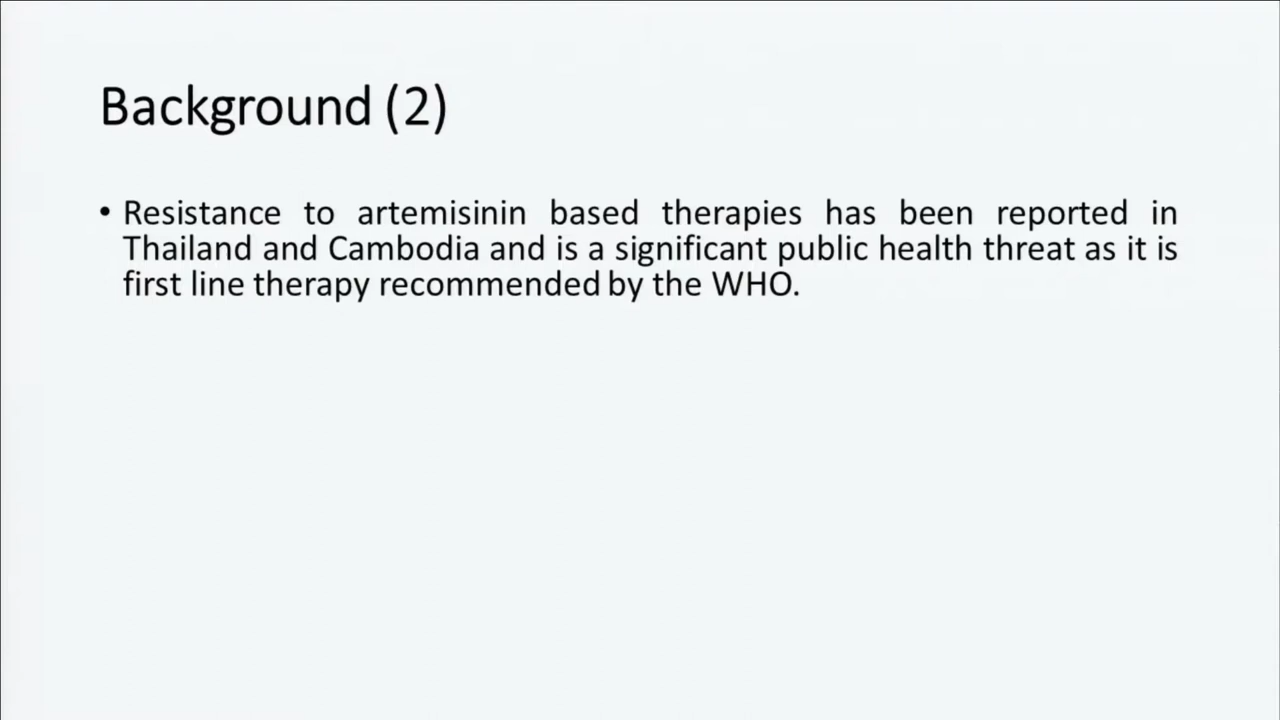 Background (2)
• Resistance to artemisinin based therapies has been reported in
Thailand and Cambodia and is a significant public health threat as it is
first line therapy recommended by the WHO.